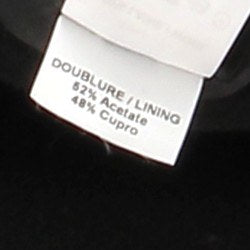 DOUBLURE / LINING
52% Acetate
48% Cupro